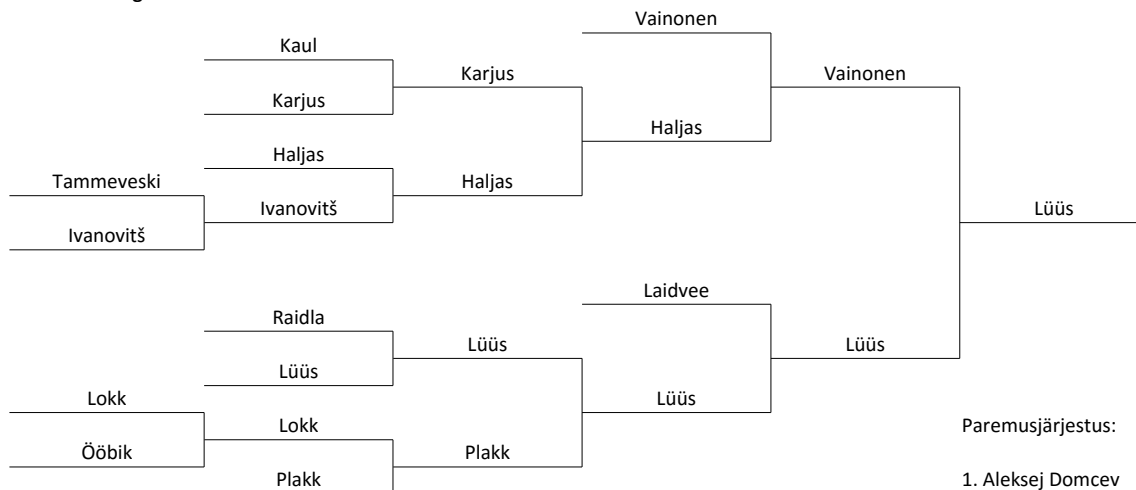 Vainonen
Kaul
Karjus
Vainonen
Karjus
Haljas
Haljas
Tammeveski
Haljas
Ivanovitš
Ivanovitš
Lüüs
Laidvee
Raidla
Lüüs
Lüüs
Lüüs
Lokk
Lüüs
Lokk
Paremusjärjestus:
Ööbik
Plakk
Plakk
1. Aleksej Domcev